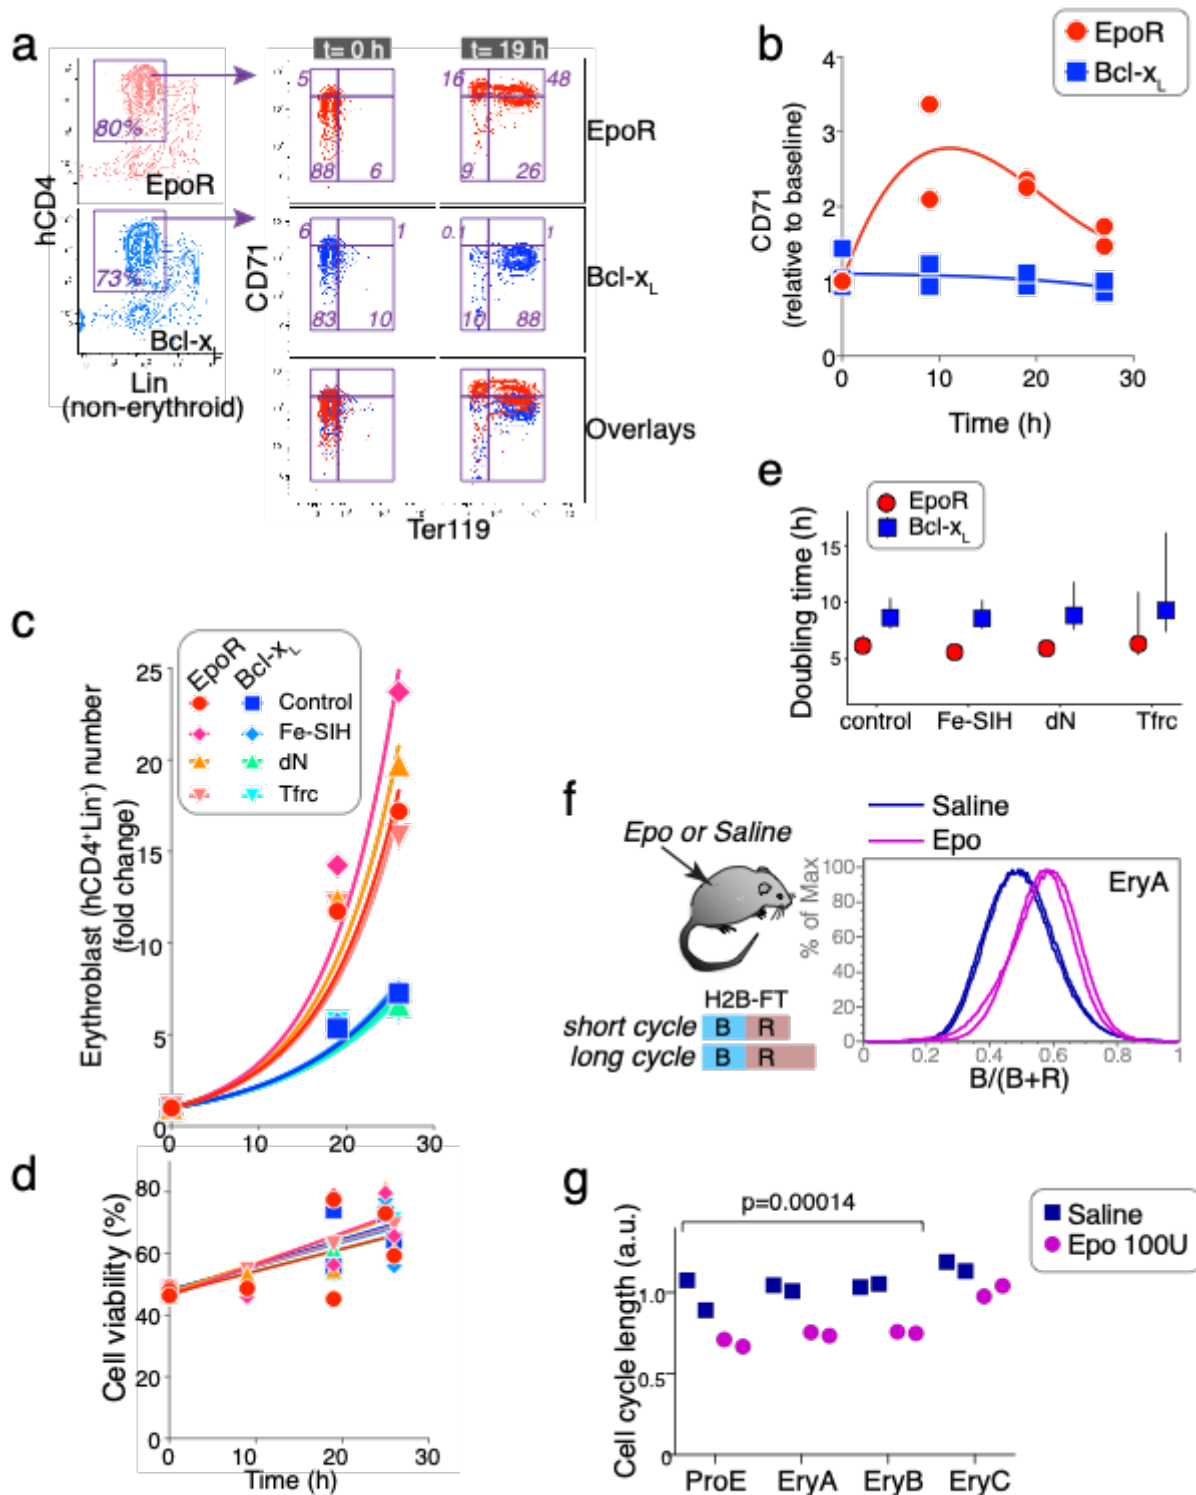 a
t= 0 h
t= 19 h
hCD4
80%
EpoR
73%
Bcl-xL
Lin
(non-erythroid)
CD71
5
88
6
16
48
9
26
EpoR
6
1
83
10
0.1
1
10
88
Bcl-xL
Overlays
Ter119
b
EpoR
Bcl-xL
CD71
(relative to baseline)
4
3
2
1
0
0
10
20
30
Time (h)
c
EpoR
Bcl-xL
Control
Fe-SIH
dN
Tfrc
Erythroblast (hCD4+Lin-) number
(fold change)
25
20
15
10
5
0
0
10
20
30
d
Cell viability (%)
80
60
40
20
0
0
10
20
30
Time (h)
e
EpoR
Bcl-xL
Doubling time (h)
15
10
5
control
Fe-SIH
dN
Tfrc
f
Epo or Saline
H2B-FT
short cycle B R
long cycle B R
Saline
Epo
EryA
% of Max
100
80
60
40
20
0
0
0.2
0.4
0.6
0.8
1
B/(B+R)
g
p=0.00014
Saline
Epo 100U
Cell cycle length (a.u.)
1.0
0.5
0
ProE
EryA
EryB
EryC